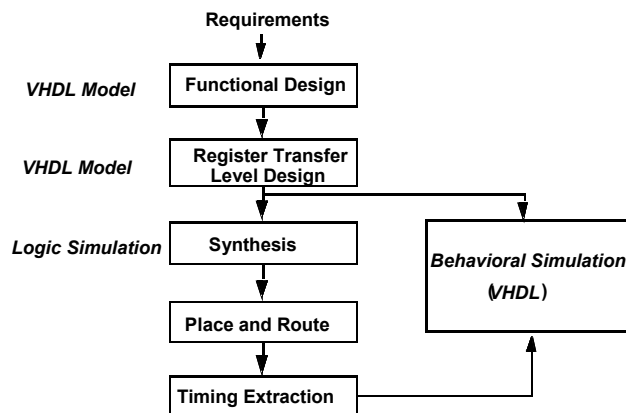 Requirements
VHDL Model
Functional Design
VHDL Model
Register Transfer
Level Design
Logic Simulation
Synthesis
Behavioral Simulation
(VHDL)
Place and Route
Timing Extraction